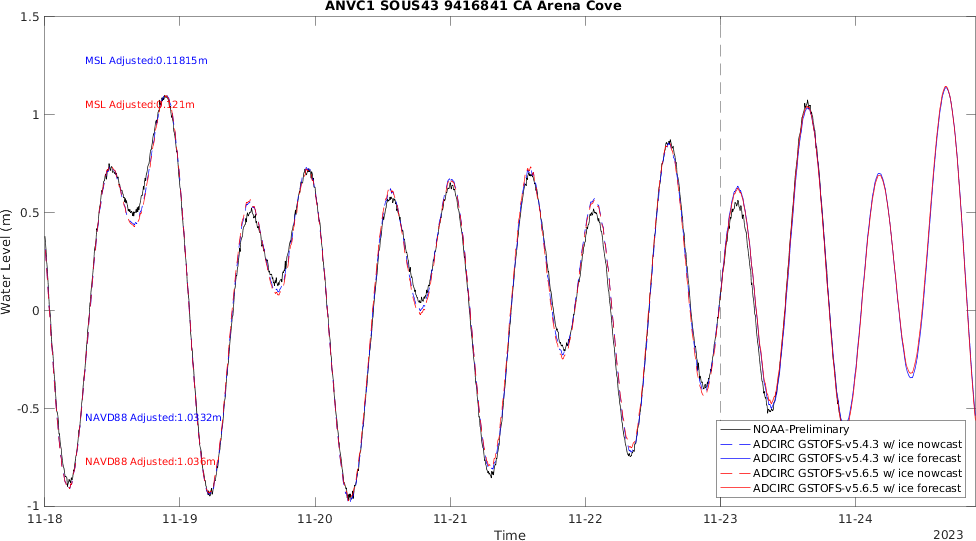 ANVC1 SOUS43 9416841 CA Arena Cove
1.5
MSL Adjusted:0.11815m
MSL Adjusted:0.121m
1
0.5
Water Level (m)
0
-0.5
NAVD88 Adjusted:1.0332m
NAVD88 Adjusted:1.036m
-1
NOAA-Preliminary
ADCIRC GSTOFS-v5.4.3 w/ ice nowcast
ADCIRC GSTOFS-v5.4.3 w/ ice forecast
ADCIRC GSTOFS-v5.6.5 w/ ice nowcast
ADCIRC GSTOFS-v5.6.5 w/ ice forecast
11-18 11-19 11-20 11-21 11-22 11-23 11-24
Time
2023